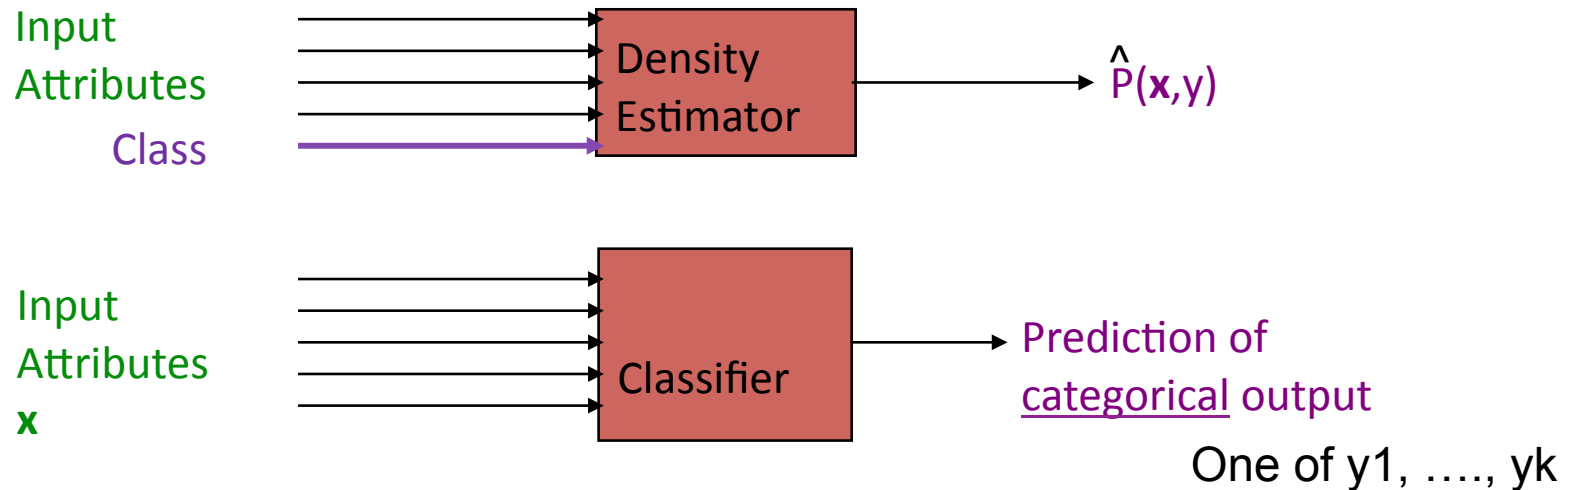 Input
Attributes
Class
Density
Estimator
^
P(x,y)
Input
Attributes
x
Classifier
Prediction of
categorical output
One of y1, …., yk